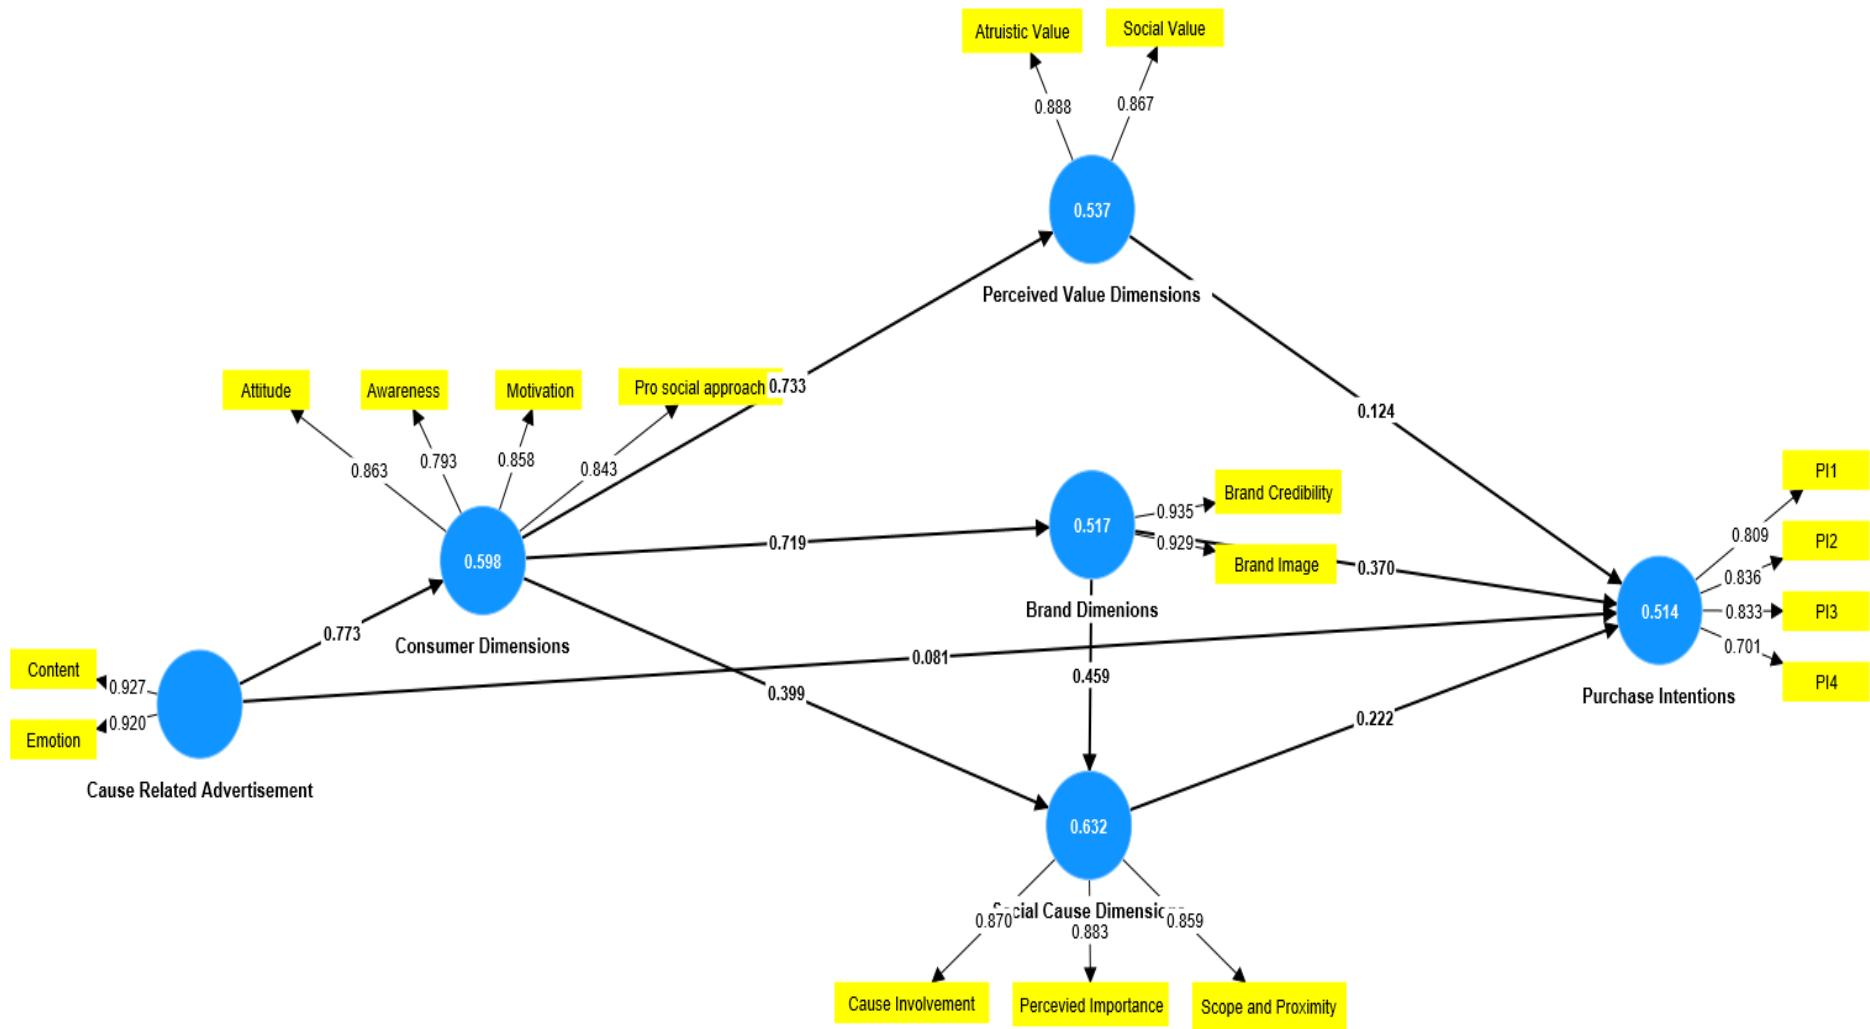 Atruistic Value
Social Value
0.888
0.867
0.537
Perceived Value Dimensions
Attitude
Awareness
Motivation
Pro social approach
0.733
0.124
0.863
0.793
0.858
0.843
PI1
Brand Credibility
0.935
0.517
0.929
Brand Image
0.719
0.370
0.809
PI2
0.836
0.598
0.514
0.833
PI3
Brand Dimenions
0.773
Consumer Dimensions
0.701
0.081
0.459
PI4
Content
0.927
0.399
Purchase Intentions
0.920
Emotion
0.222
Cause Related Advertisement
0.632
Social Cause Dimensions
0.870
0.883
0.859
Cause Involvement
Percevied Importance
Scope and Proximity